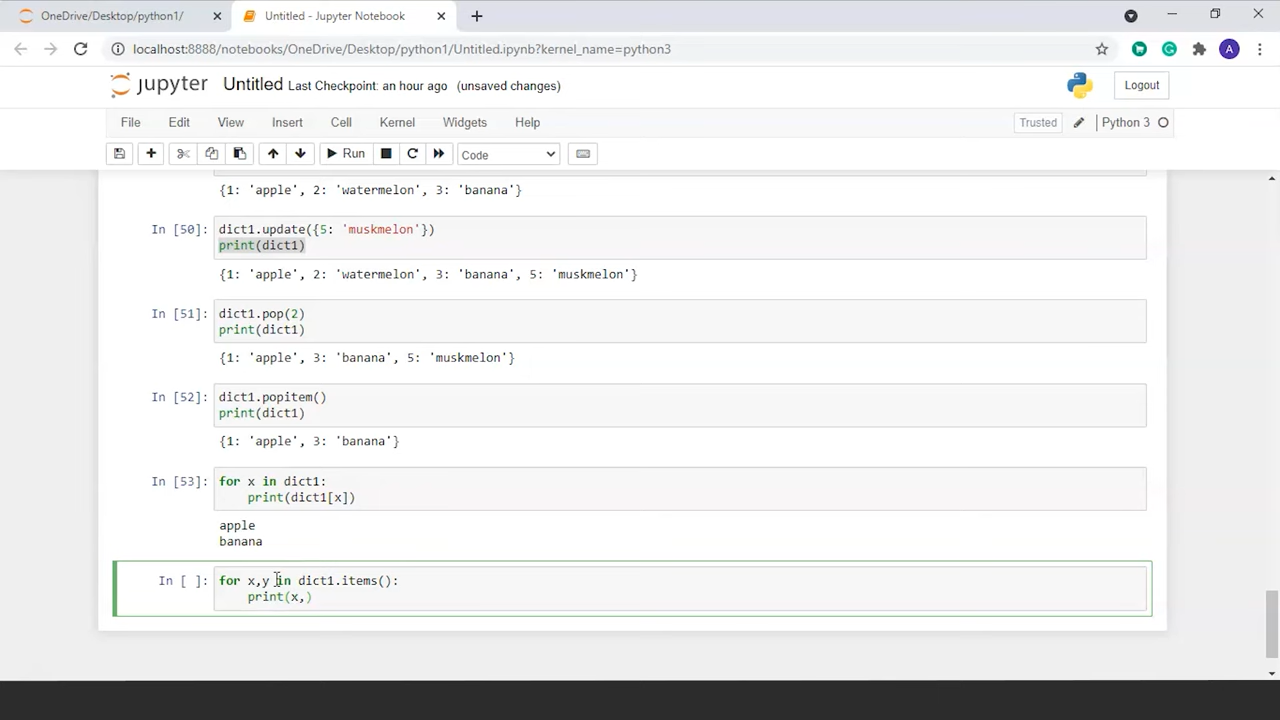 OneDrive/Desktop/python1/
Untitled - Jupyter Notebook
localhost:8888/notebooks/OneDrive/Desktop/python1/Untitled.ipynb?kernel_name=python3
A
jupyter Untitled Last Checkpoint: an hour ago (unsaved changes)
Logout
File Edit View Insert Cell Kernel Widgets Help
Trusted
Python 3
Run
Code
{1: 'apple', 2: 'watermelon', 3: 'banana'}
In [50]: dict1.update({5: 'muskmelon'})
print(dict1)
{1: 'apple', 2: 'watermelon', 3: 'banana', 5: 'muskmelon'}
In [51]: dict1.pop(2)
print(dict1)
{1: 'apple', 3: 'banana', 5: 'muskmelon'}
In [52]: dict1.popitem()
print(dict1)
{1: 'apple', 3: 'banana'}
In [53]: for x in dict1:
print(dict1[x])
apple
banana
In [ ]: for x,y in dict1.items():
print(x,)